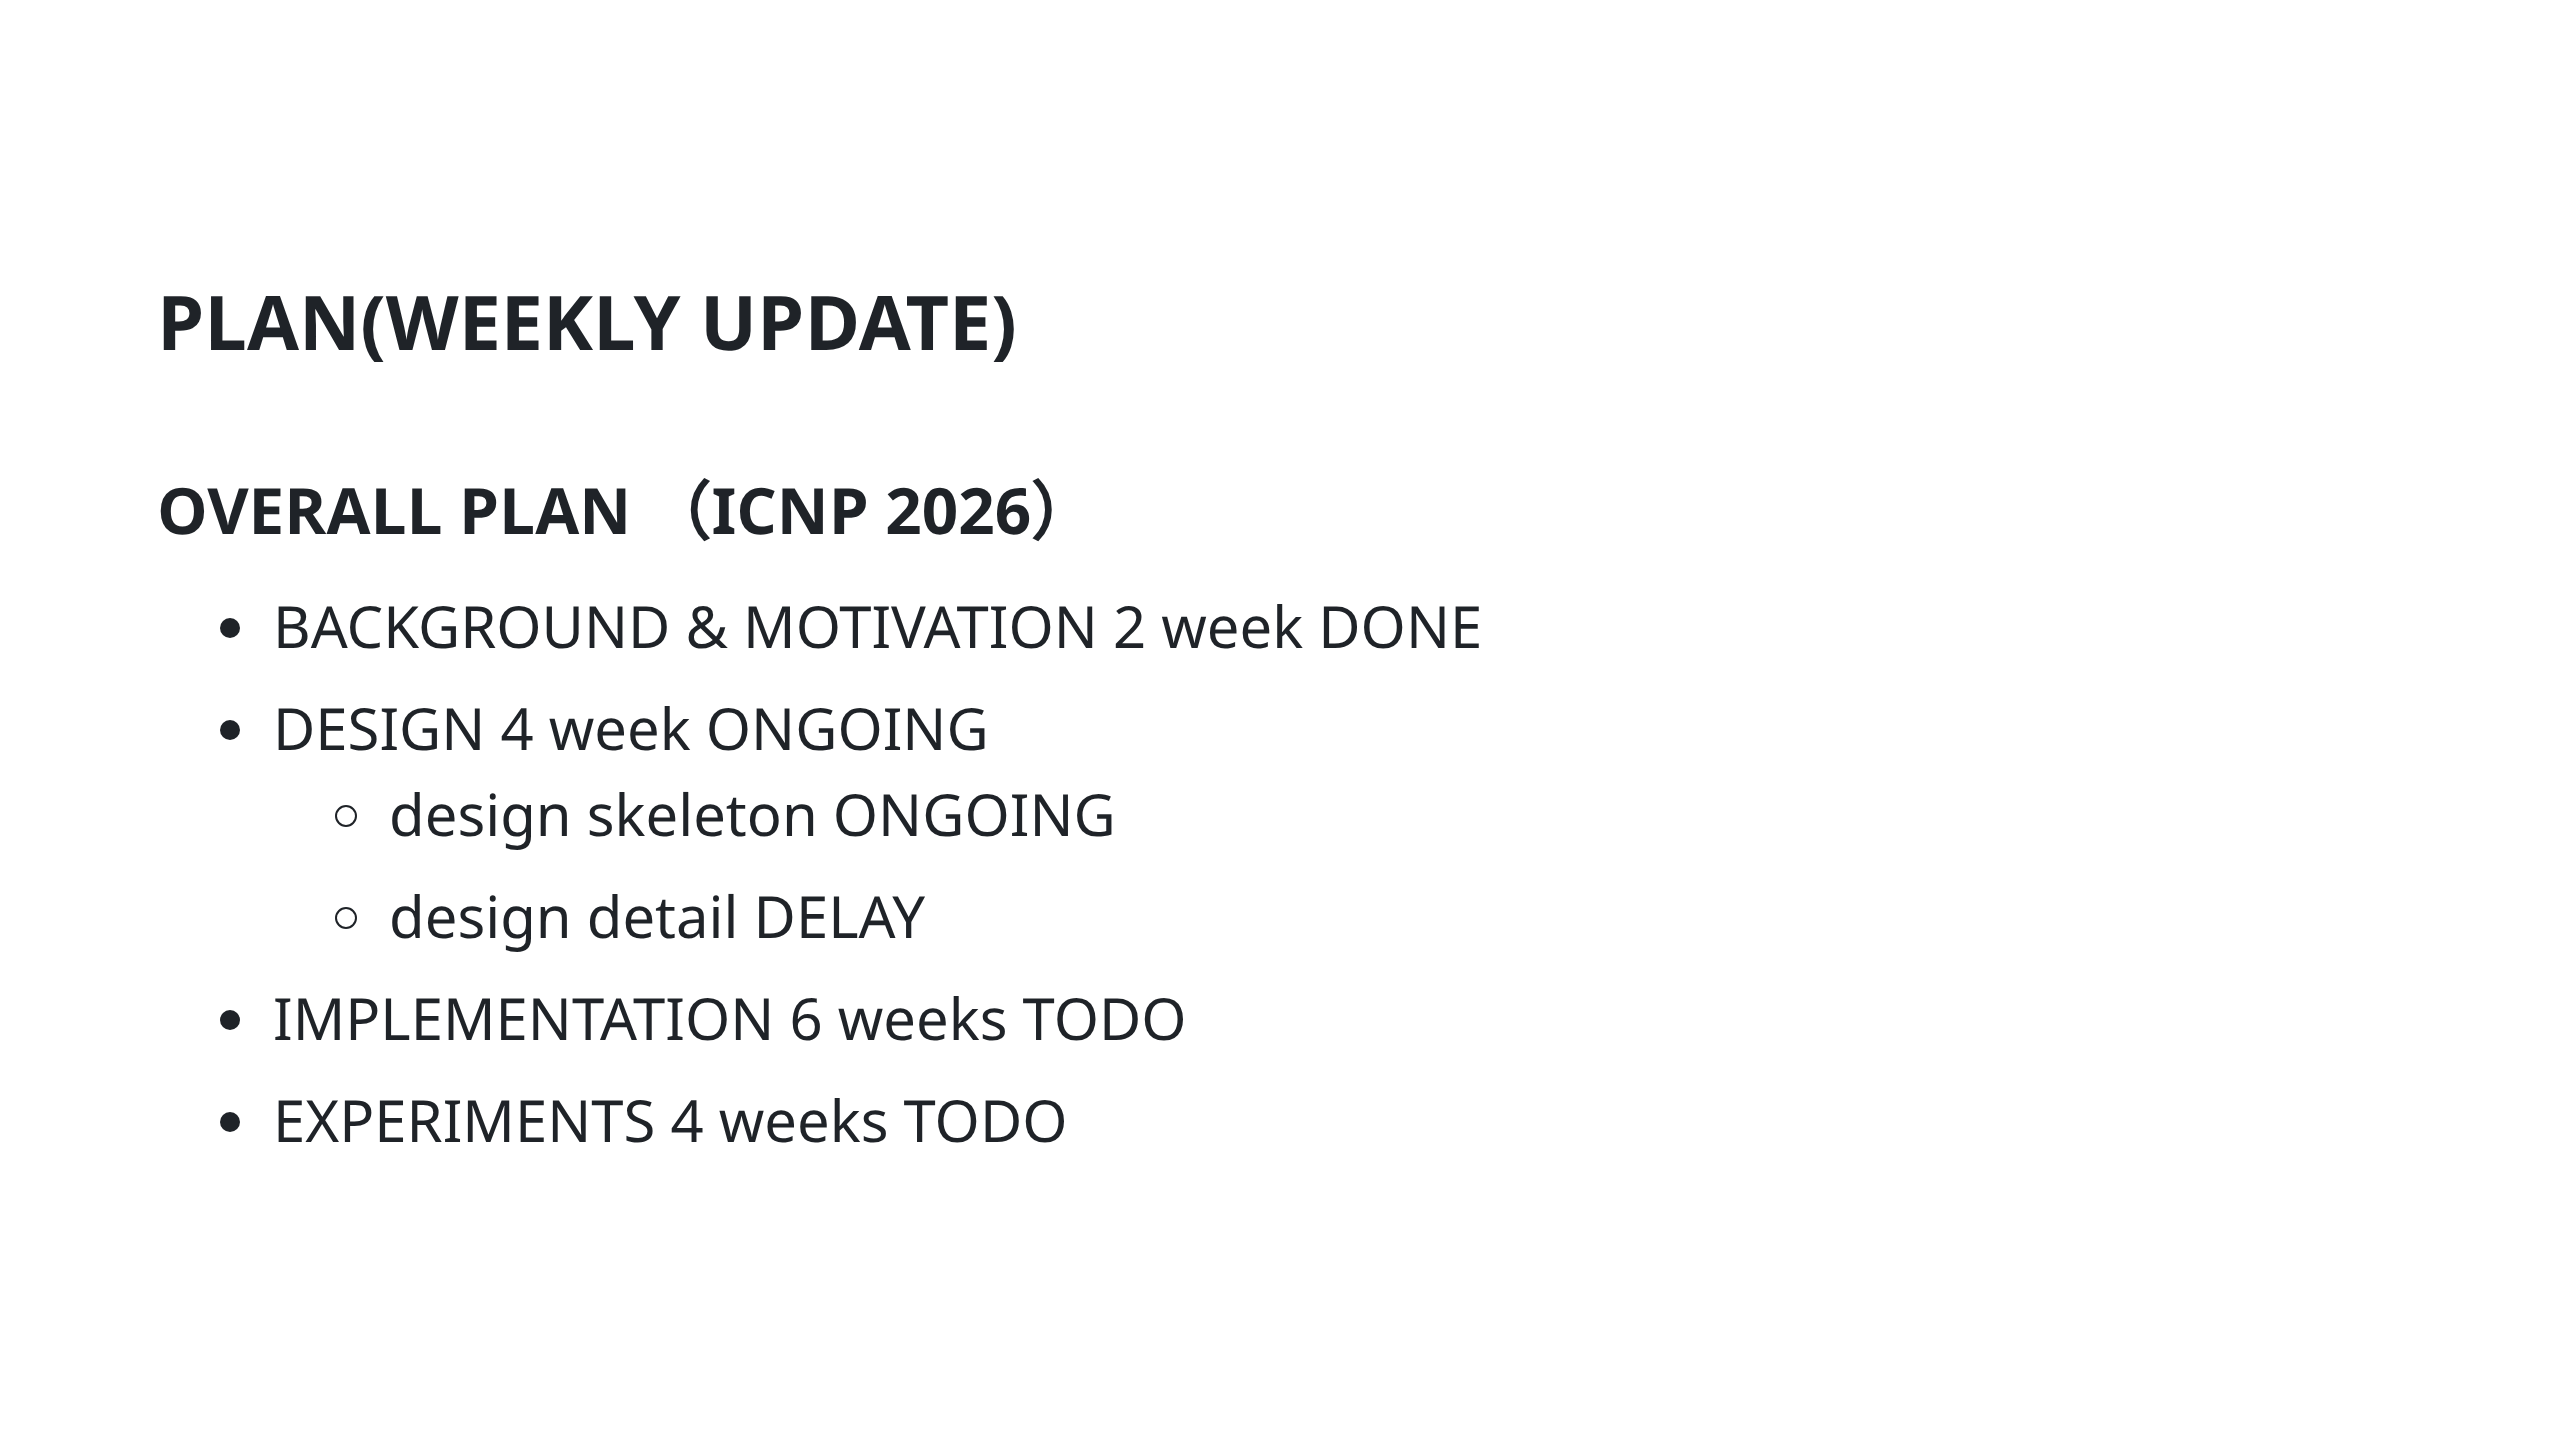 PLAN(WEEKLY UPDATE)
OVERALL PLAN （ICNP 2026）
BACKGROUND & MOTIVATION 2 week DONE
DESIGN 4 week ONGOING
design skeleton ONGOING
design detail DELAY
IMPLEMENTATION 6 weeks TODO
EXPERIMENTS 4 weeks TODO